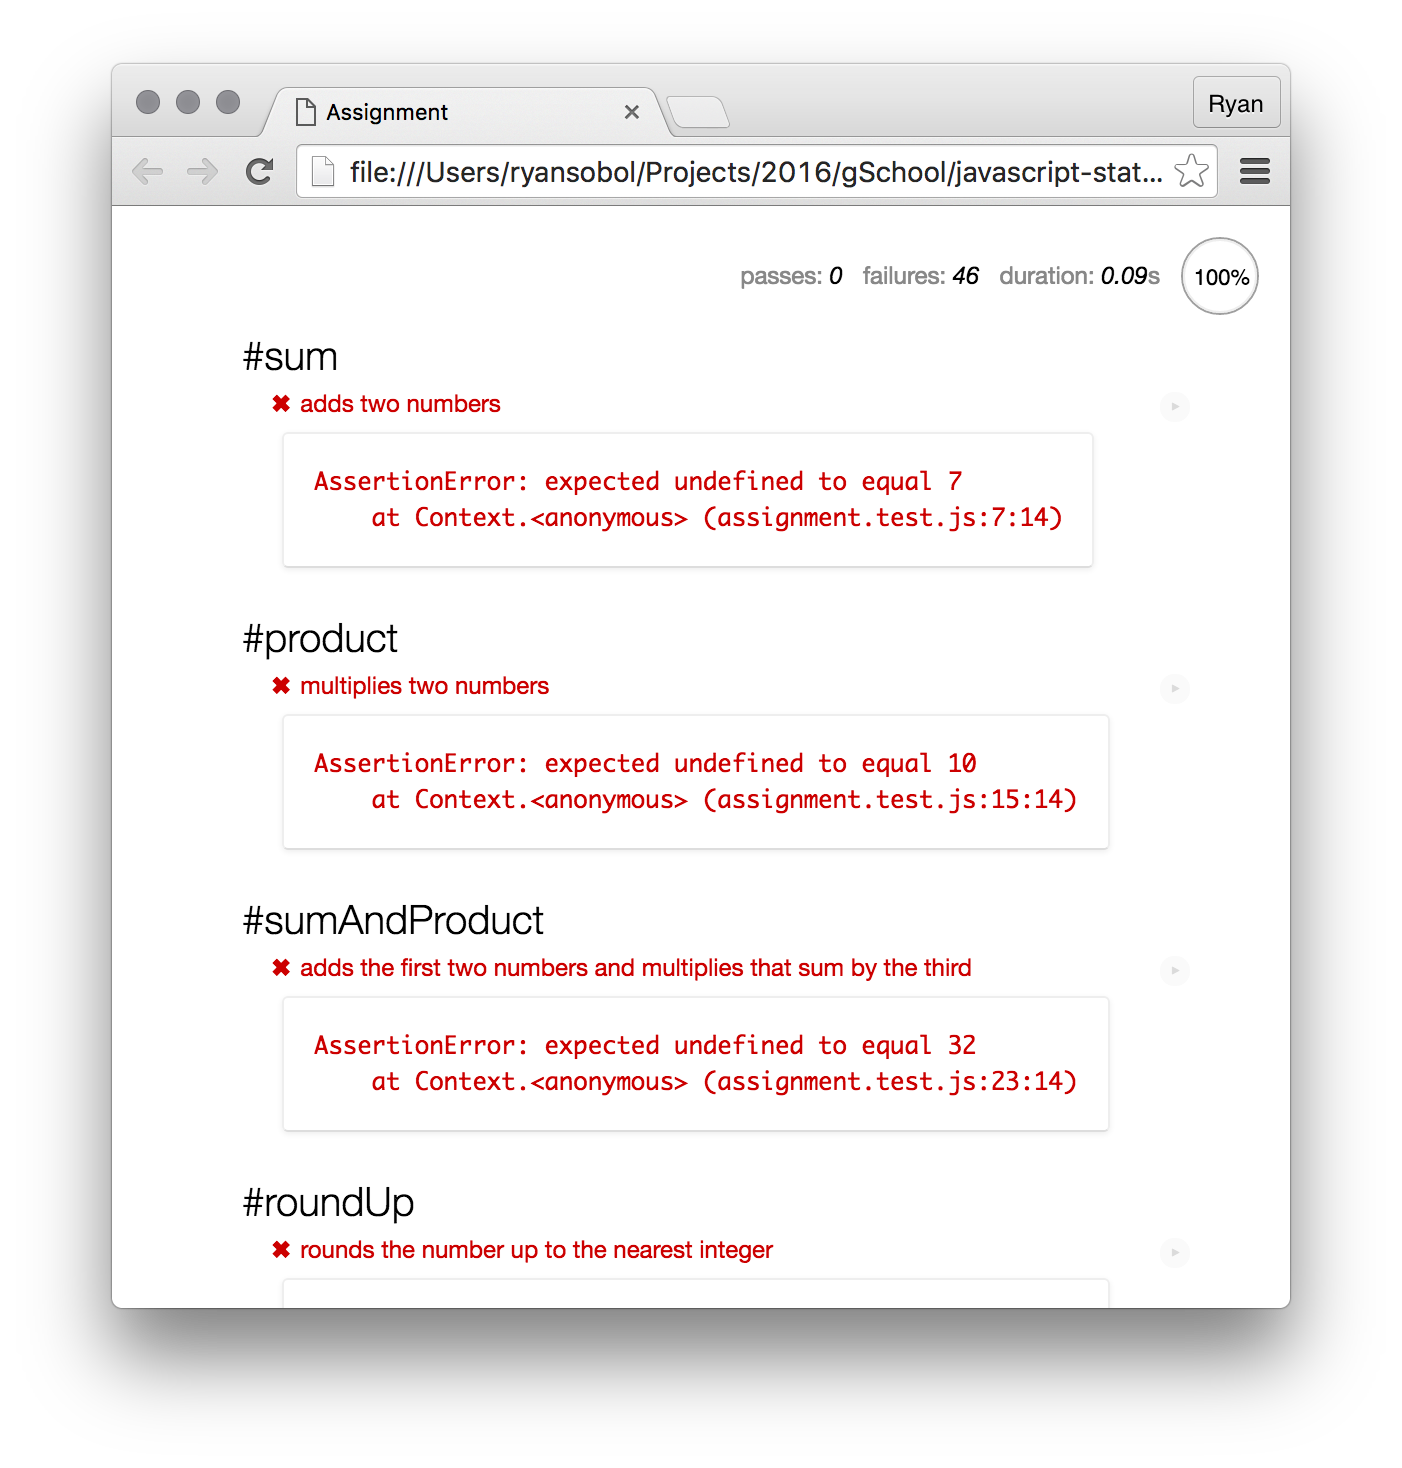 Assignment
Ryan
file:///Users/ryansobol/Projects/2016/gSchool/javascript-stat...
passes: 0 failures: 46 duration: 0.09s 100%
#sum
✖ adds two numbers
AssertionError: expected undefined to equal 7
at Context.<anonymous> (assignment.test.js:7:14)
#product
✖ multiplies two numbers
AssertionError: expected undefined to equal 10
at Context.<anonymous> (assignment.test.js:15:14)
#sumAndProduct
✖ adds the first two numbers and multiplies that sum by the third
AssertionError: expected undefined to equal 32
at Context.<anonymous> (assignment.test.js:23:14)
#roundUp
✖ rounds the number up to the nearest integer